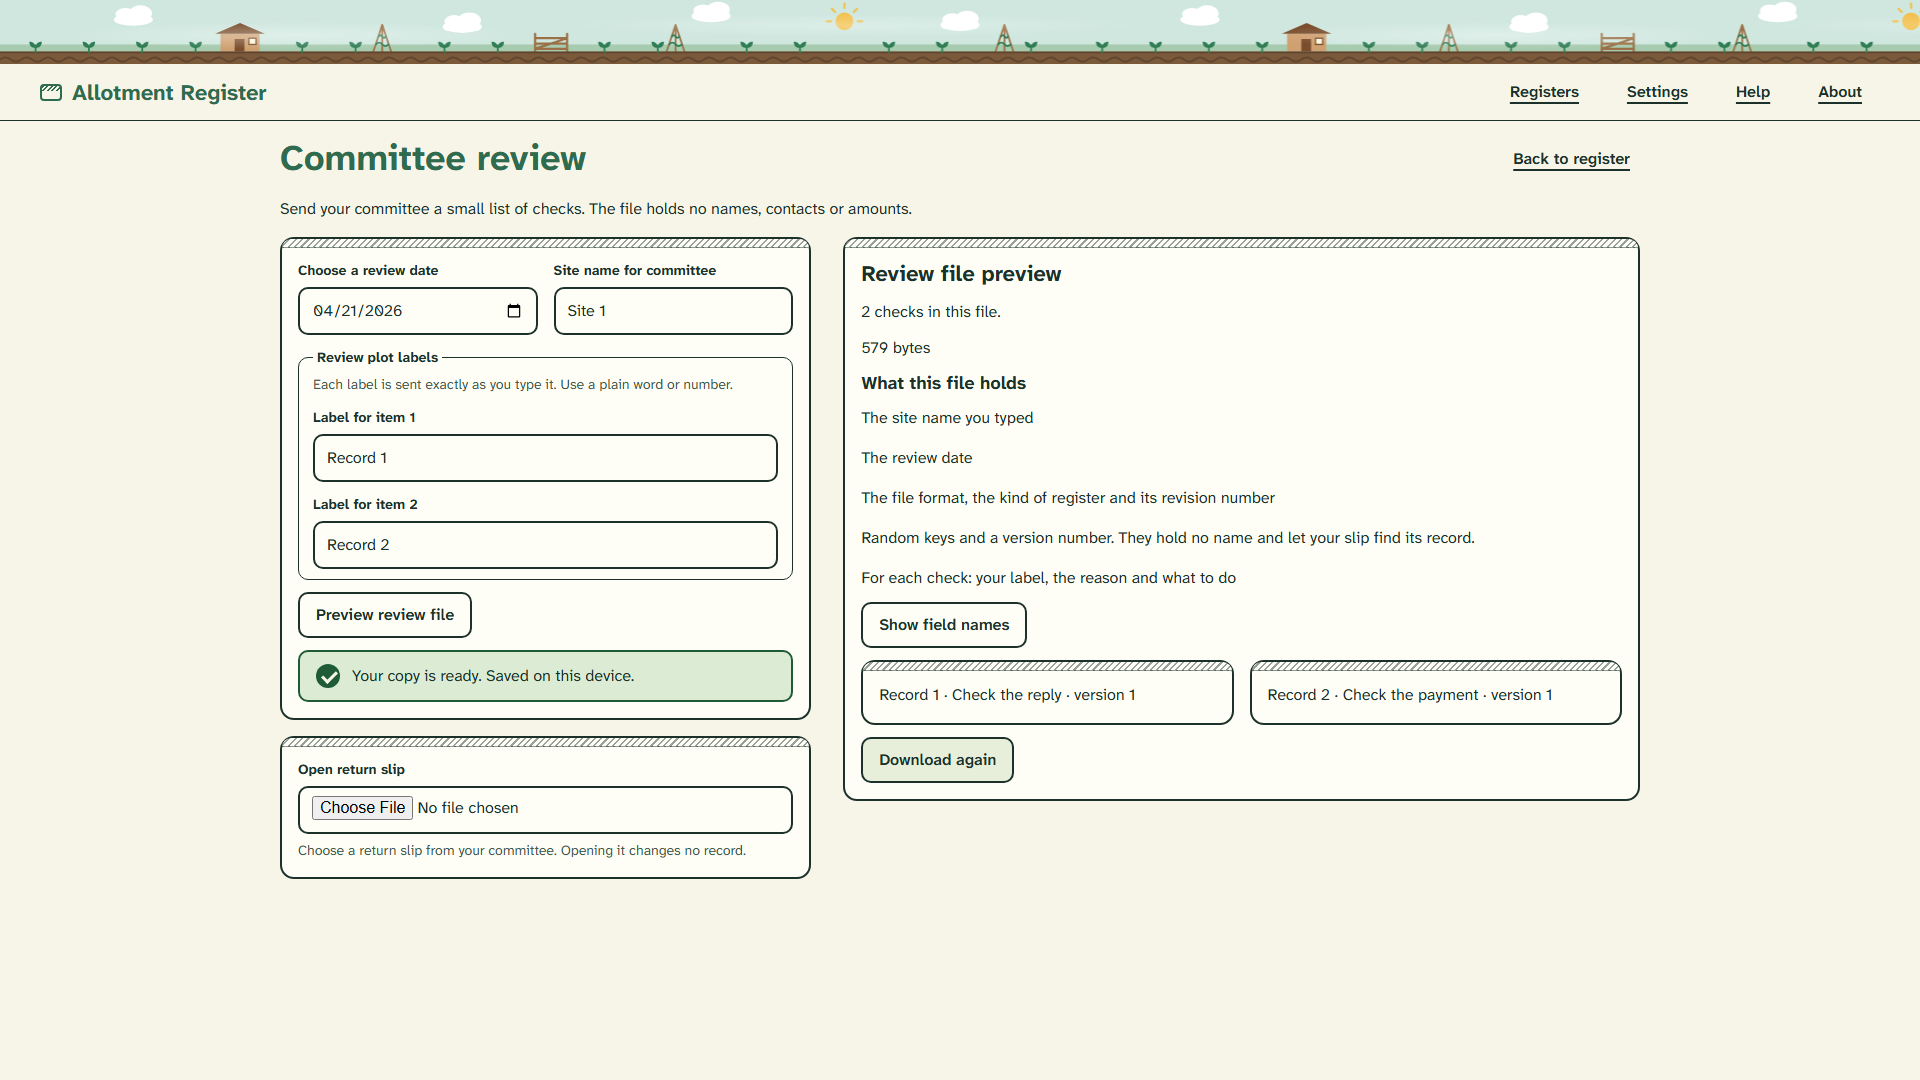 Allotment Register
Registers
Settings
Help
About
Committee review
Back to register
Send your committee a small list of checks. The file holds no names, contacts or amounts.
Choose a review date
04/21/2026
Site name for committee
Site 1
Review plot labels
Each label is sent exactly as you type it. Use a plain word or number.
Label for item 1
Record 1
Label for item 2
Record 2
Preview review file
Your copy is ready. Saved on this device.
Open return slip
Choose File No file chosen
Choose a return slip from your committee. Opening it changes no record.
Review file preview
2 checks in this file.
579 bytes
What this file holds
The site name you typed
The review date
The file format, the kind of register and its revision number
Random keys and a version number. They hold no name and let your slip find its record.
For each check: your label, the reason and what to do
Show field names
Record 1 · Check the reply · version 1
Record 2 · Check the payment · version 1
Download again